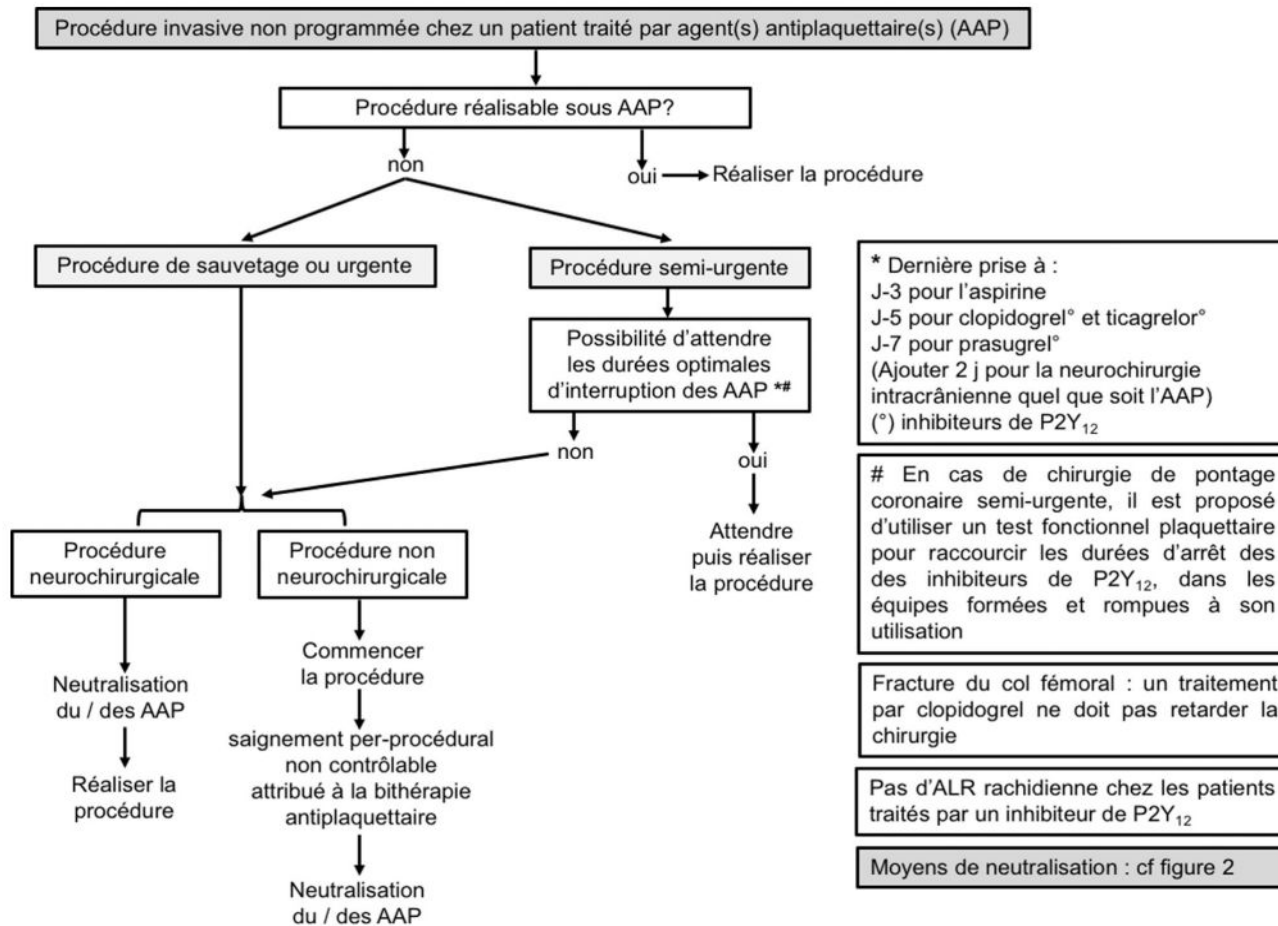 Procédure invasive non programmée chez un patient traité par agent(s) antiplaquettaire(s) (AAP)
Procédure réalisable sous AAP?
non
oui
Réaliser la procédure
Procédure de sauvetage ou urgente
Procédure semi-urgente
Possibilité d'attendre
les durées optimales
d'interruption des AAP *#
non
oui
Attendre
puis réaliser
la procédure
Procédure
neurochirurgicale
Neutralisation
du / des AAP
Réaliser la
procédure
Procédure non
neurochirurgicale
Commencer
la procédure
saignement per-procédural
non contrôlable
attribué à la bithérapie
antiplaquettaire
Neutralisation
du / des AAP
* Dernière prise à :
J-3 pour l'aspirine
J-5 pour clopidogrel° et ticagrelor°
J-7 pour prasugrel°
(Ajouter 2 j pour la neurochirurgie
intracrânienne quel que soit l'AAP)
(°) inhibiteurs de P2Y₁₂
# En cas de chirurgie de pontage
coronaire semi-urgente, il est proposé
d'utiliser un test fonctionnel plaquettaire
pour raccourcir les durées d'arrêt des
des inhibiteurs de P2Y₁₂, dans les
équipes formées et rompues à son
utilisation
Fracture du col fémoral : un traitement
par clopidogrel ne doit pas retarder la
chirurgie
Pas d'ALR rachidienne chez les patients
traités par un inhibiteur de P2Y₁₂
Moyens de neutralisation : cf figure 2